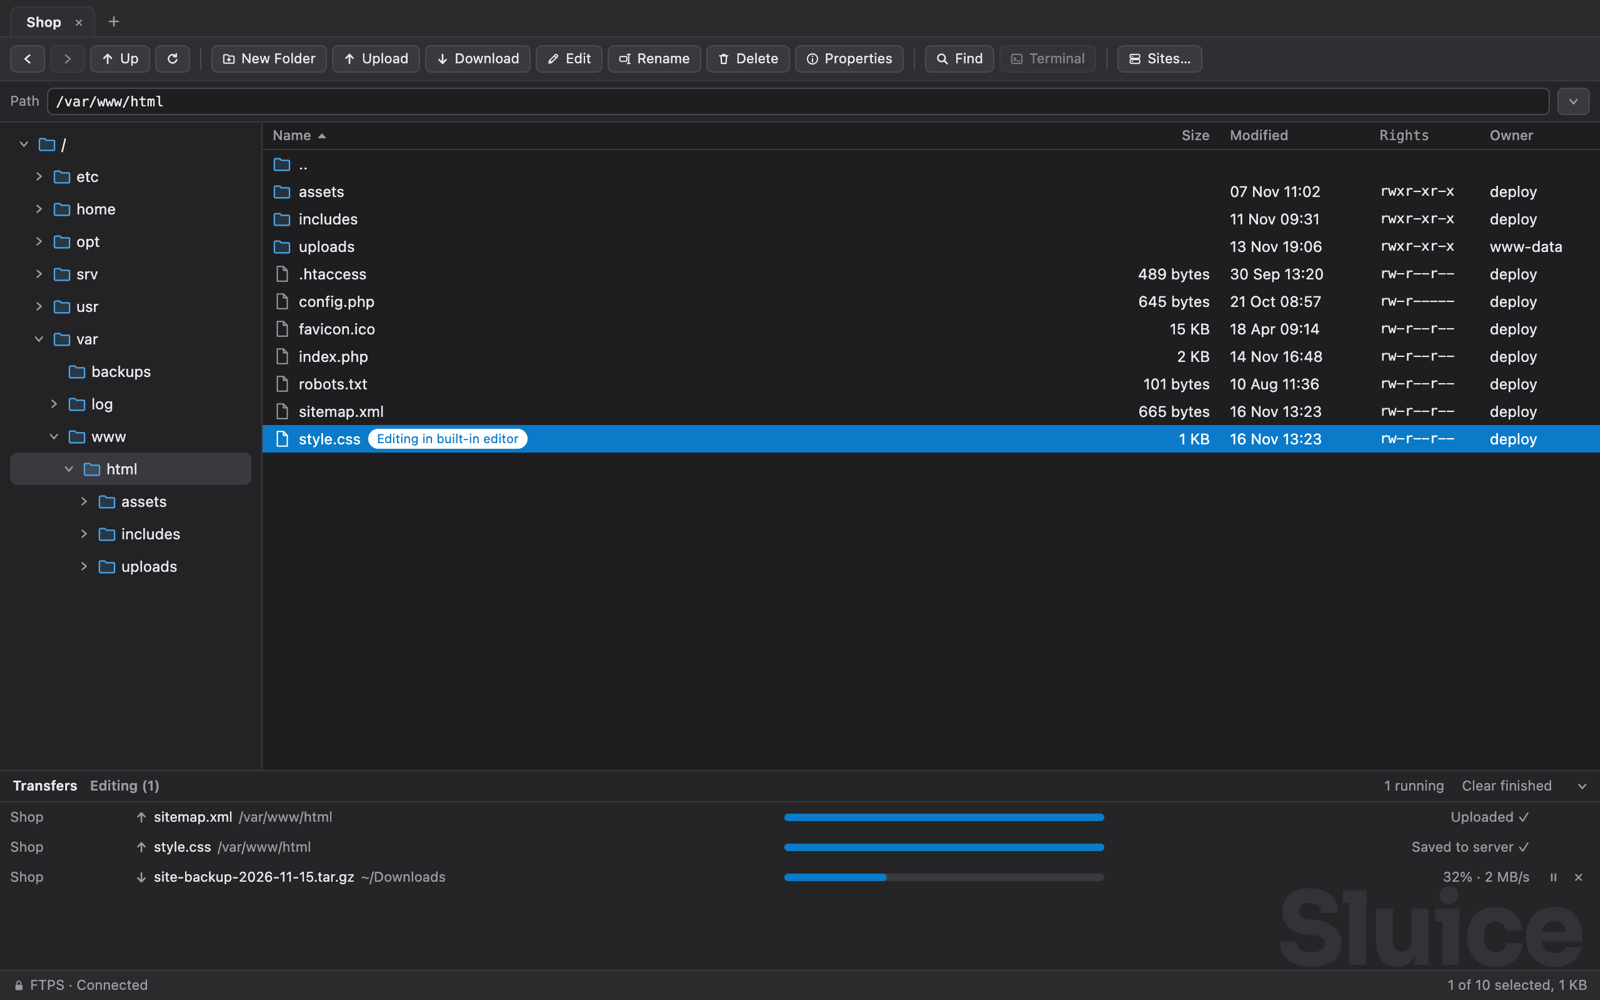 Shop × +
Up New Folder Upload Download Edit Rename Delete Properties Find Terminal Sites...
Path /var/www/html
Name Size Modified Rights Owner
/
etc
home
opt
srv
usr
var
backups
log
www
html
assets
includes
uploads
..
assets 07 Nov 11:02 rwxr-xr-x deploy
includes 11 Nov 09:31 rwxr-xr-x deploy
uploads 13 Nov 19:06 rwxr-xr-x www-data
.htaccess 489 bytes 30 Sep 13:20 rw-r--r-- deploy
config.php 645 bytes 21 Oct 08:57 rw-r----- deploy
favicon.ico 15 KB 18 Apr 09:14 rw-r--r-- deploy
index.php 2 KB 14 Nov 16:48 rw-r--r-- deploy
robots.txt 101 bytes 10 Aug 11:36 rw-r--r-- deploy
sitemap.xml 665 bytes 16 Nov 13:23 rw-r--r-- deploy
style.css Editing in built-in editor 1 KB 16 Nov 13:23 rw-r--r-- deploy
Transfers Editing (1) 1 running Clear finished
Shop ↑ sitemap.xml /var/www/html Uploaded ✓
Shop ↑ style.css /var/www/html Saved to server ✓
Shop ↓ site-backup-2026-11-15.tar.gz ~/Downloads 32% · 2 MB/s
Sluice
FTPS · Connected 1 of 10 selected, 1 KB